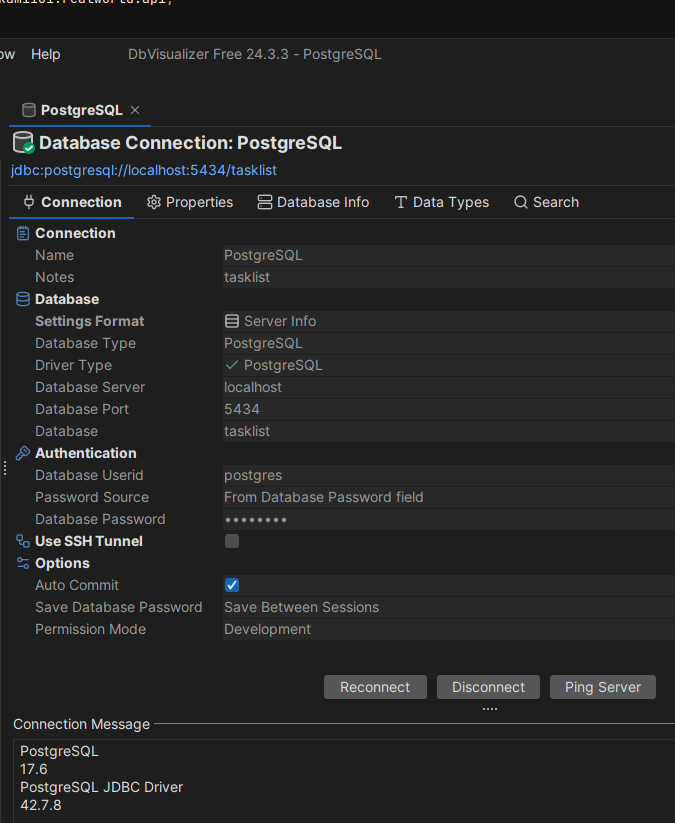 Help
DbVisualizer Free 24.3.3 - PostgreSQL
PostgreSQL
Database Connection: PostgreSQL
jdbc:postgresql://localhost:5434/tasklist
Connection Properties Database Info Data Types Search
Connection
Name PostgreSQL
Notes tasklist
Database
Settings Format Server Info
Database Type PostgreSQL
Driver Type PostgreSQL
Database Server localhost
Database Port 5434
Database tasklist
Authentication
Database Userid postgres
Password Source From Database Password field
Database Password ••••••••
Use SSH Tunnel
Options
Auto Commit
Save Database Password Save Between Sessions
Permission Mode Development
Reconnect Disconnect Ping Server
Connection Message
PostgreSQL
17.6
PostgreSQL JDBC Driver
42.7.8